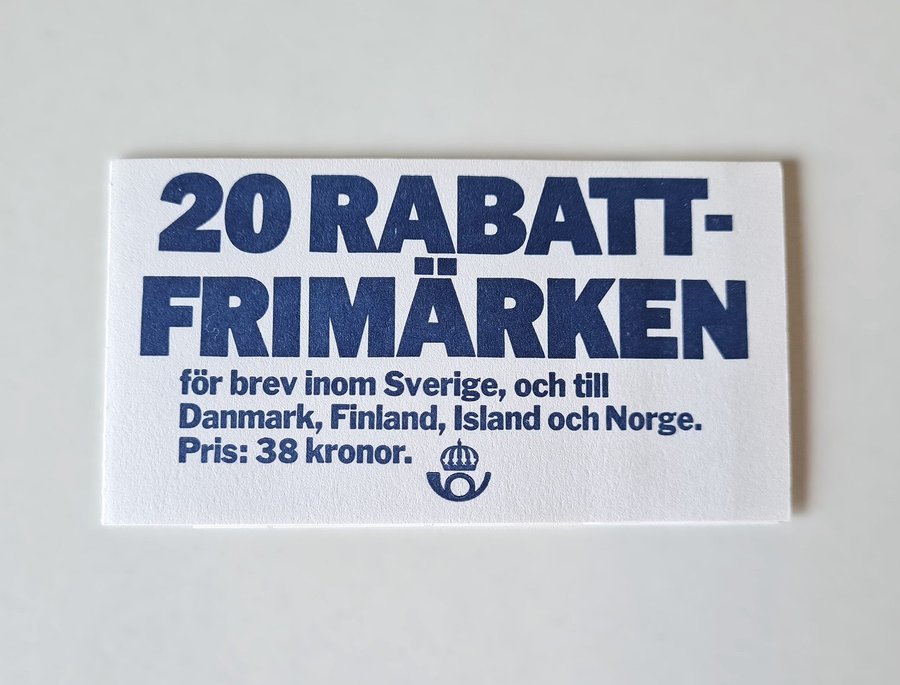 20 RABATT-
FRIMÄRKEN
för brev inom Sverige, och till
Danmark, Finland, Island och Norge.
Pris: 38 kronor.